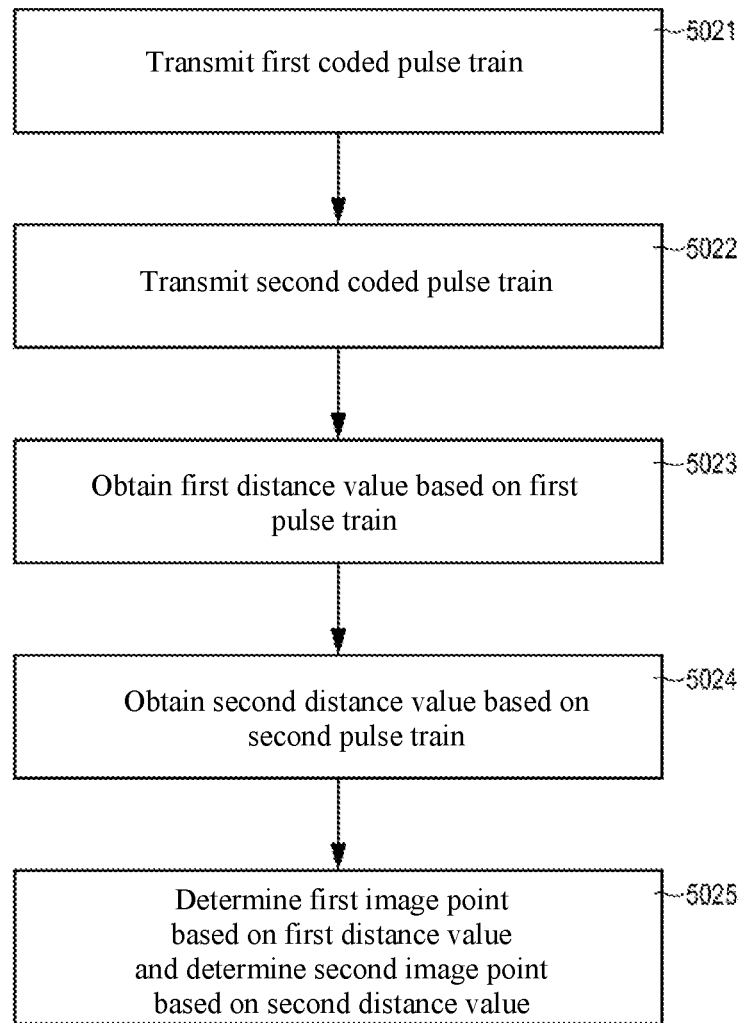 5021
Transmit first coded pulse train
5022
Transmit second coded pulse train
5023
Obtain first distance value based on first
pulse train
5024
Obtain second distance value based on
second pulse train
5025
Determine first image point
based on first distance value
and determine second image point
based on second distance value